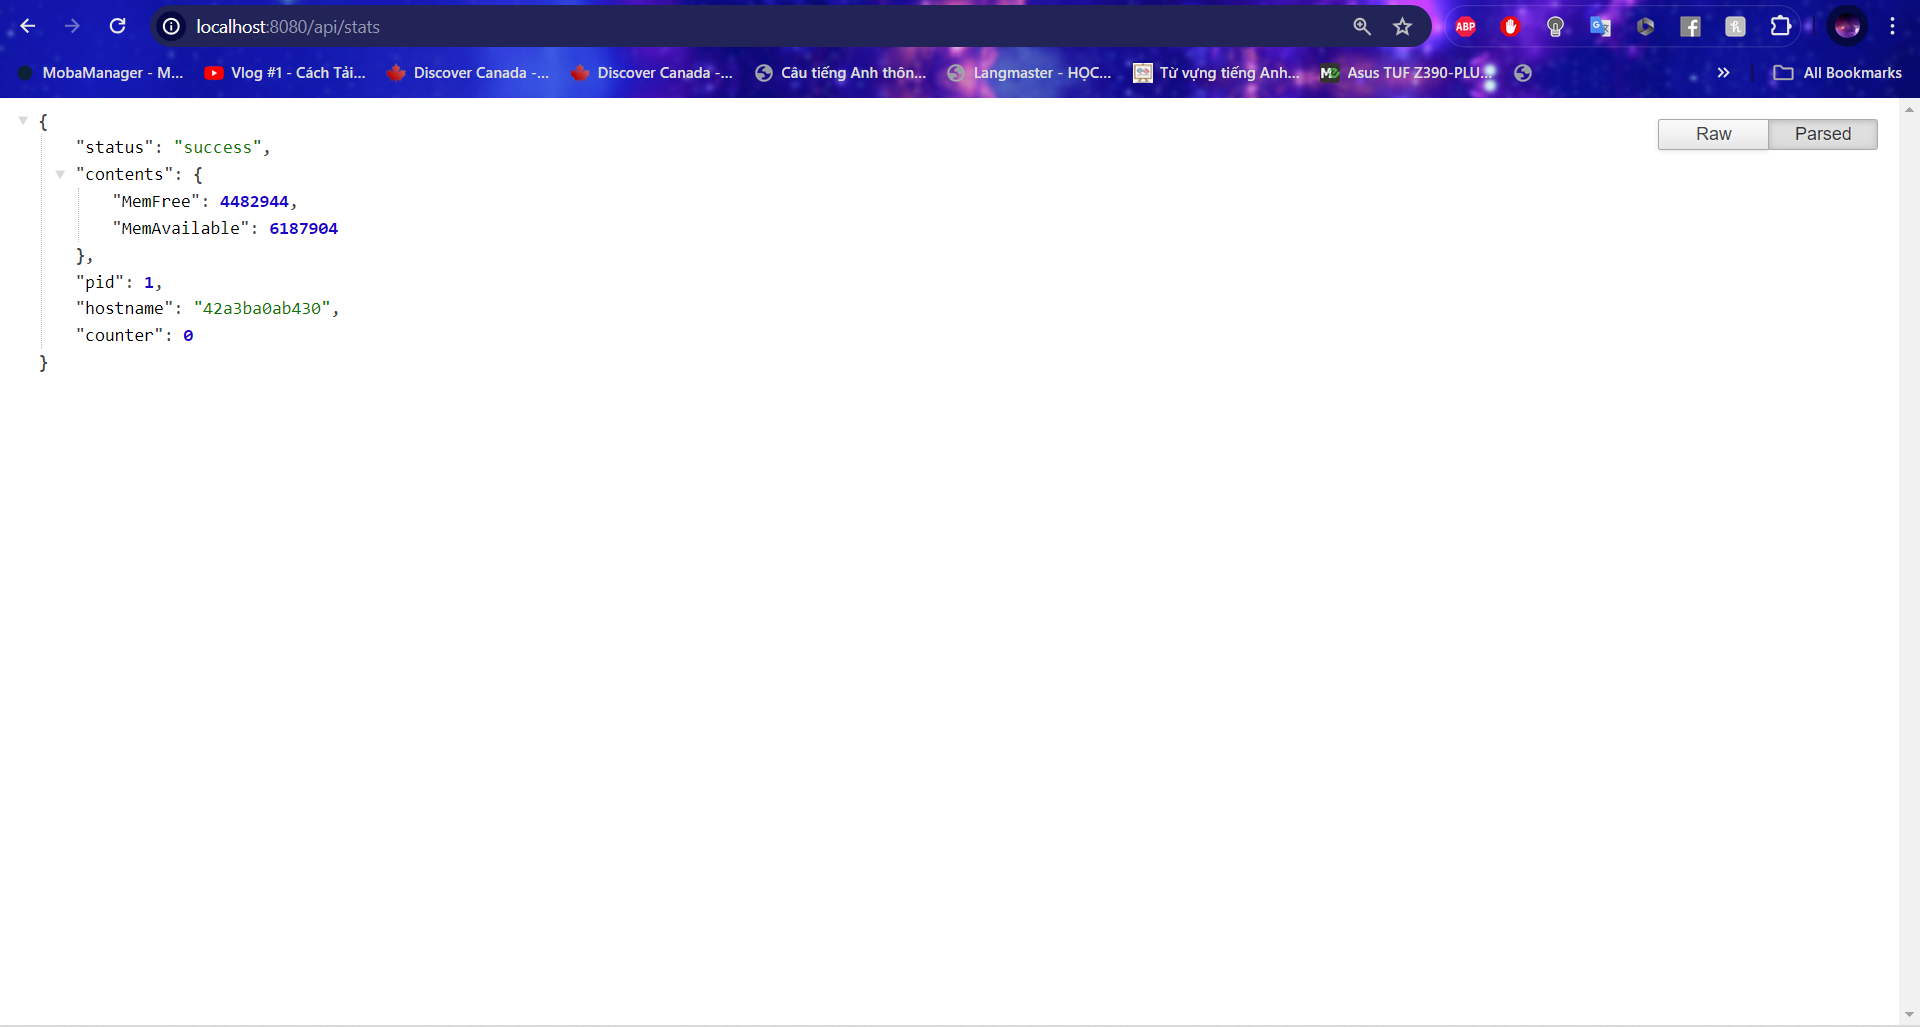 localhost:8080/api/stats
ABP
MobaManager - M...
Vlog #1 - Cách Tải...
Discover Canada -...
Discover Canada -...
Câu tiếng Anh thôn...
Langmaster - HỌC...
Từ vựng tiếng Anh...
Asus TUF Z390-PLU...
All Bookmarks
Raw
Parsed
{
"status": "success",
"contents": {
"MemFree": 4482944,
"MemAvailable": 6187904
},
"pid": 1,
"hostname": "42a3ba0ab430",
"counter": 0
}